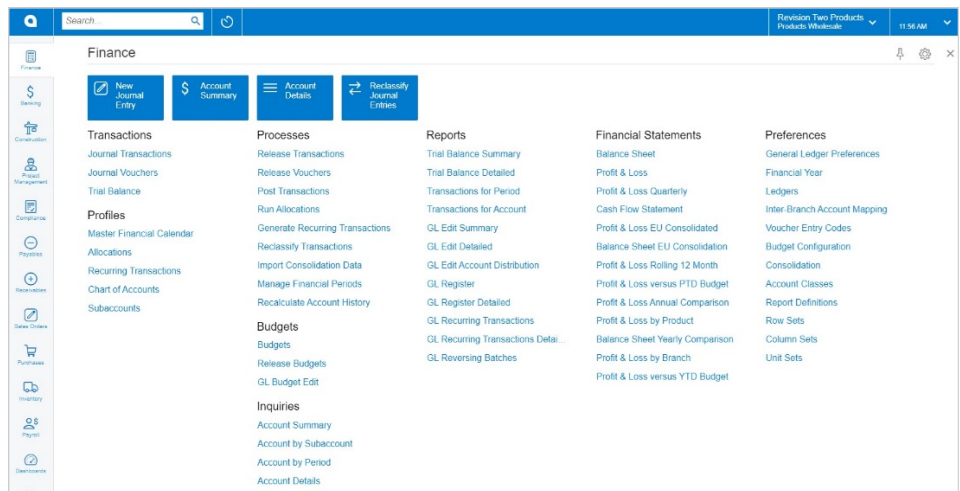 Search...
Revision Two Products
Products Wholesale
11:56 AM
Finance
Banking
Construction
Project
Management
Compliance
Payables
Receivables
Sales Orders
Purchases
Inventory
Payroll
Dashboards
Finance
New
Journal
Entry
Account
Summary
Account
Details
Reclassify
Journal
Entries
Transactions
Journal Transactions
Journal Vouchers
Trial Balance
Profiles
Master Financial Calendar
Allocations
Recurring Transactions
Chart of Accounts
Subaccounts
Processes
Release Transactions
Release Vouchers
Post Transactions
Run Allocations
Generate Recurring Transactions
Reclassify Transactions
Import Consolidation Data
Manage Financial Periods
Recalculate Account History
Budgets
Budgets
Release Budgets
GL Budget Edit
Inquiries
Account Summary
Account by Subaccount
Account by Period
Account Details
Reports
Trial Balance Summary
Trial Balance Detailed
Transactions for Period
Transactions for Account
GL Edit Summary
GL Edit Detailed
GL Edit Account Distribution
GL Register
GL Register Detailed
GL Recurring Transactions
GL Recurring Transactions Detai...
GL Reversing Batches
Financial Statements
Balance Sheet
Profit & Loss
Profit & Loss Quarterly
Cash Flow Statement
Profit & Loss EU Consolidated
Balance Sheet EU Consolidation
Profit & Loss Rolling 12 Month
Profit & Loss versus PTD Budget
Profit & Loss Annual Comparison
Profit & Loss by Product
Balance Sheet Yearly Comparison
Profit & Loss by Branch
Profit & Loss versus YTD Budget
Preferences
General Ledger Preferences
Financial Year
Ledgers
Inter-Branch Account Mapping
Voucher Entry Codes
Budget Configuration
Consolidation
Account Classes
Report Definitions
Row Sets
Column Sets
Unit Sets